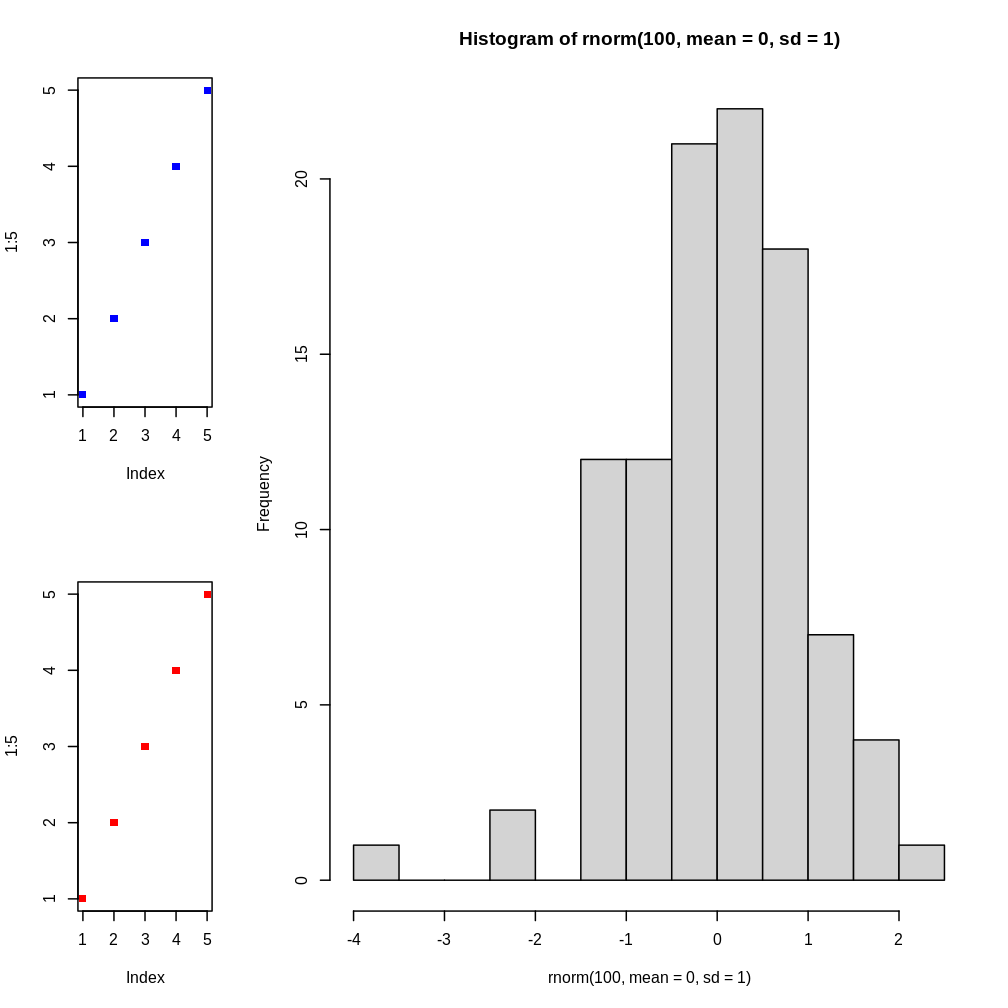 5
4
3
2
1
1:5
1 2 3 4 5
Index
5
4
3
2
1
1:5
1 2 3 4 5
Index
Histogram of rnorm(100, mean = 0, sd = 1)
20
15
10
5
0
Frequency
-4 -3 -2 -1 0 1 2
rnorm(100, mean = 0, sd = 1)